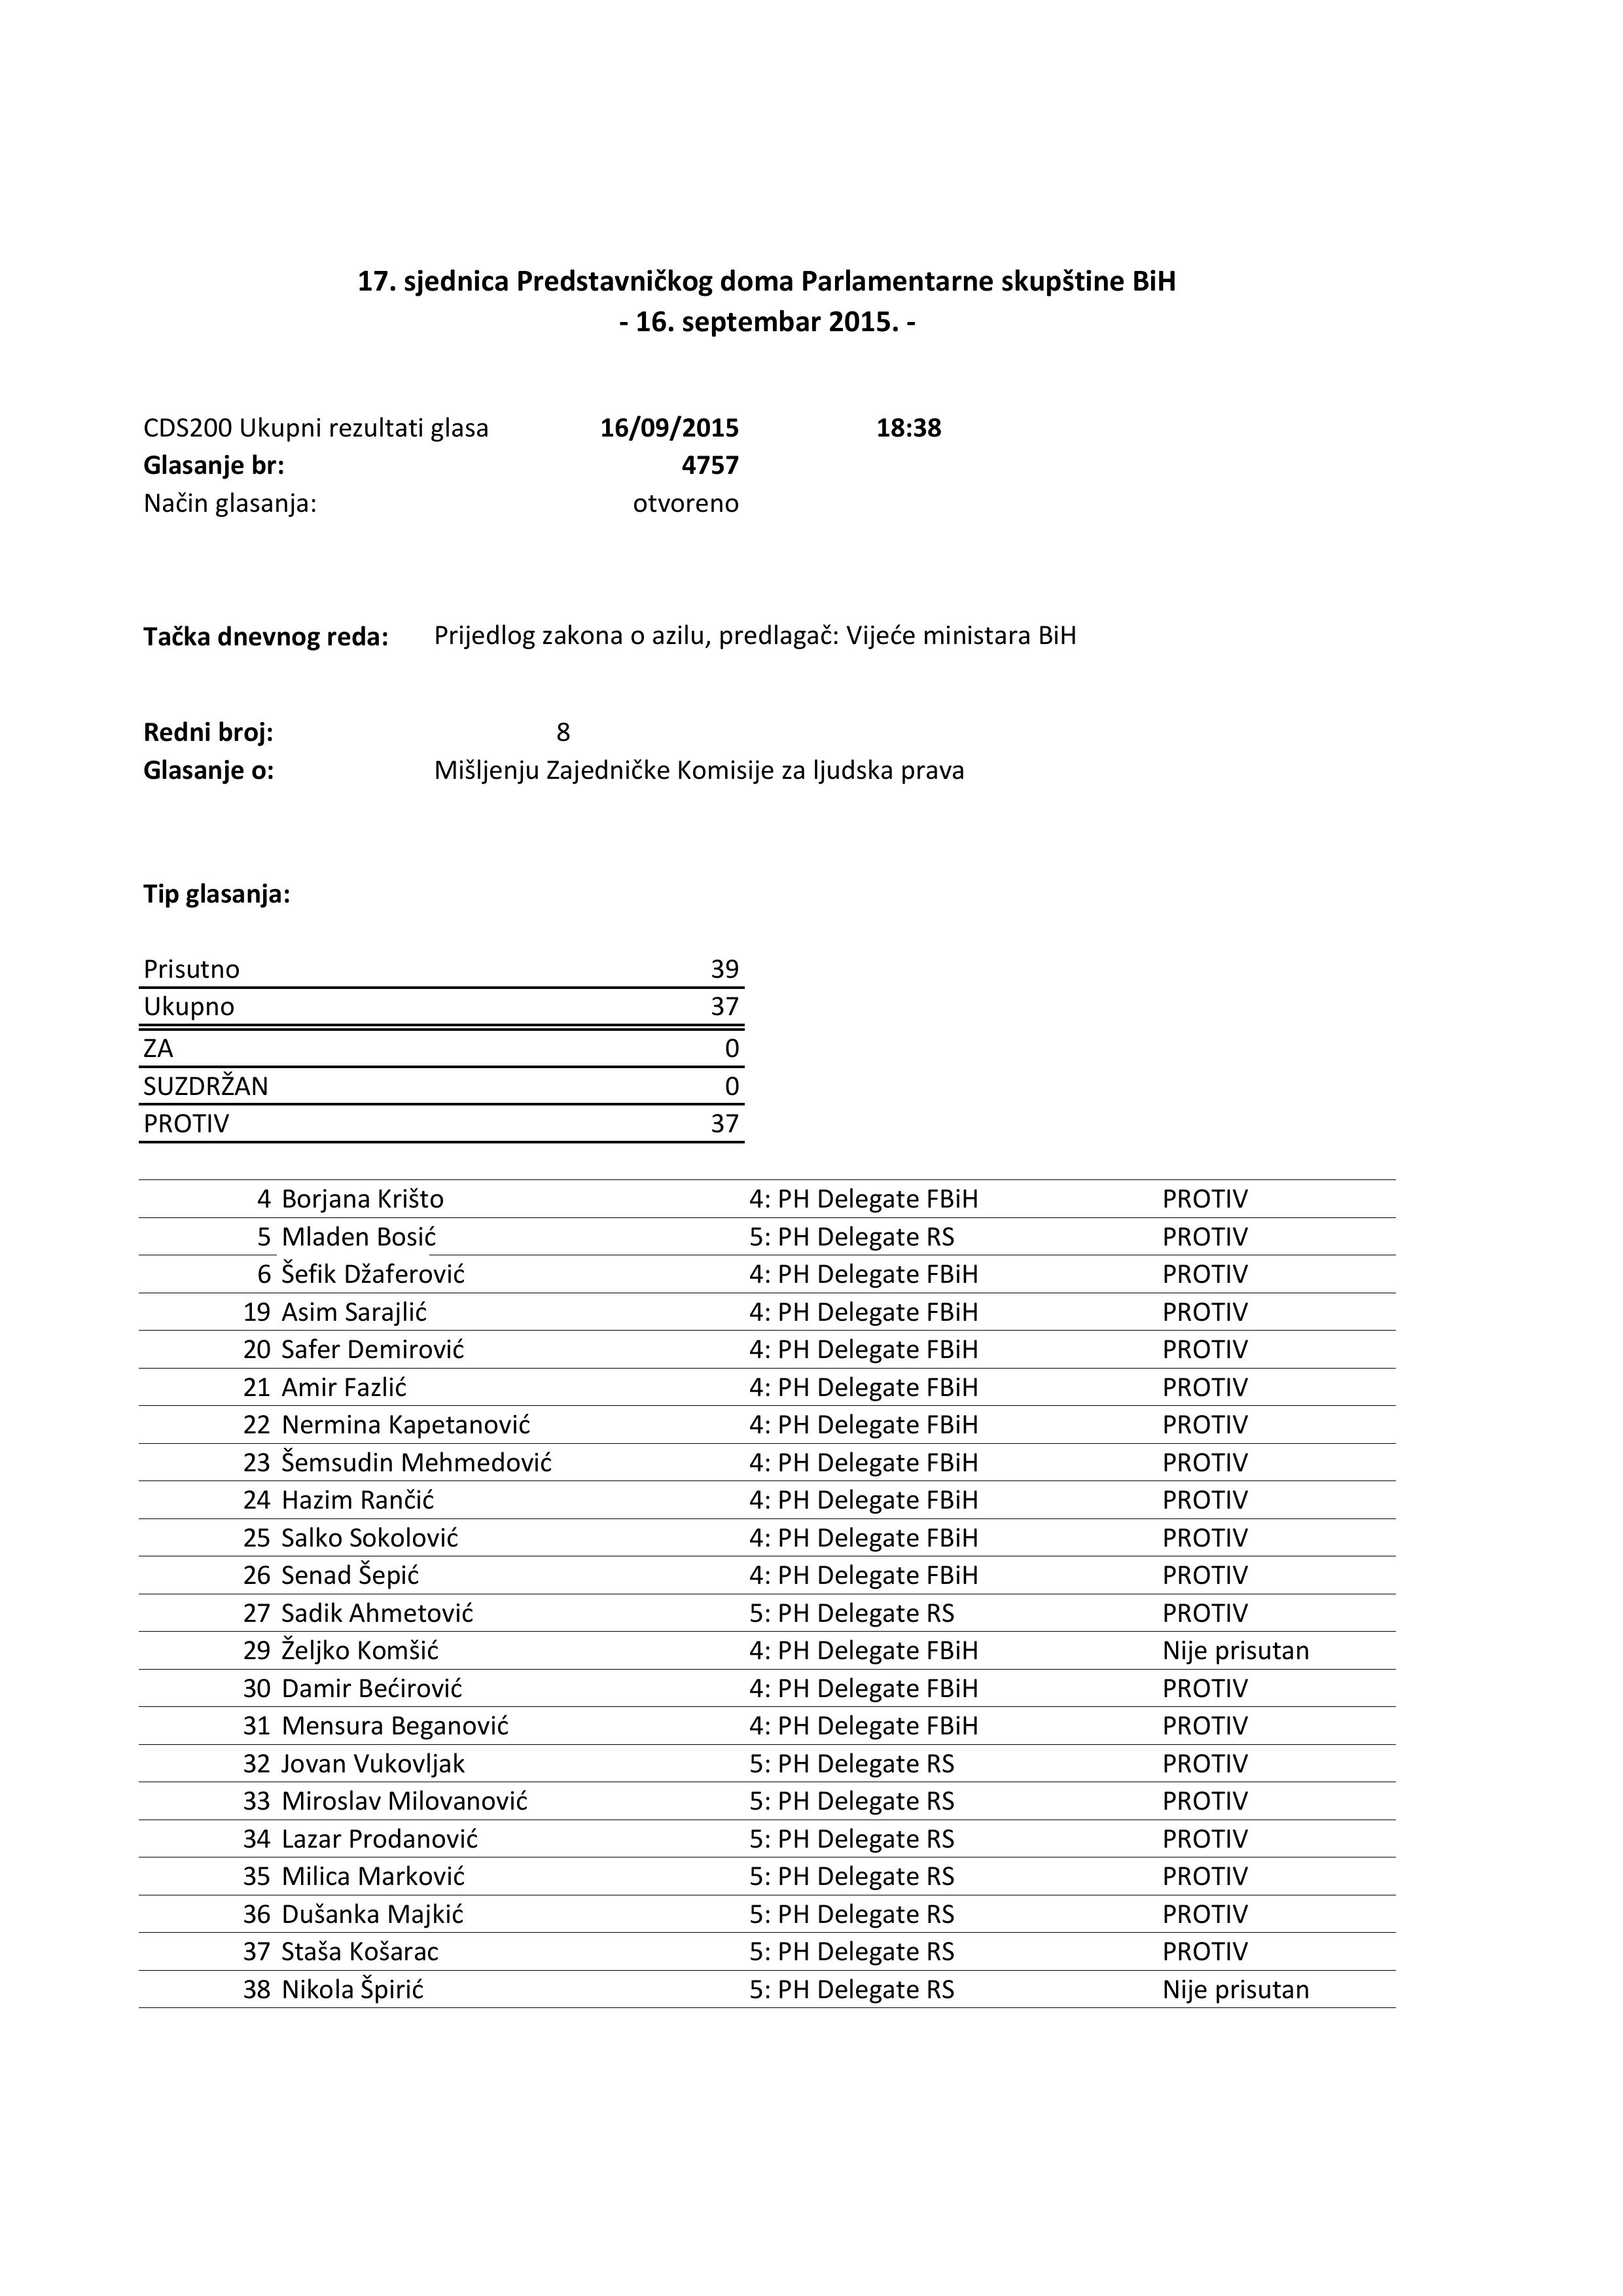 17. sjednica Predstavničkog doma Parlamentarne skupštine BiH
- 16. septembar 2015. -
CDS200 Ukupni rezultati glasa 16/09/2015 18:38
Glasanje br: 4757
Način glasanja: otvoreno
Tačka dnevnog reda: Prijedlog zakona o azilu, predlagač: Vijeće ministara BiH
Redni broj: 8
Glasanje o: Mišljenju Zajedničke Komisije za ljudska prava
Tip glasanja:
Prisutno 39
Ukupno 37
ZA 0
SUZDRŽAN 0
PROTIV 37
4 Borjana Krišto 4: PH Delegate FBiH PROTIV
5 Mladen Bosić 5: PH Delegate RS PROTIV
6 Šefik Džaferović 4: PH Delegate FBiH PROTIV
19 Asim Sarajlić 4: PH Delegate FBiH PROTIV
20 Safer Demirović 4: PH Delegate FBiH PROTIV
21 Amir Fazlić 4: PH Delegate FBiH PROTIV
22 Nermina Kapetanović 4: PH Delegate FBiH PROTIV
23 Šemsudin Mehmedović 4: PH Delegate FBiH PROTIV
24 Hazim Rančić 4: PH Delegate FBiH PROTIV
25 Salko Sokolović 4: PH Delegate FBiH PROTIV
26 Senad Šepić 4: PH Delegate FBiH PROTIV
27 Sadik Ahmetović 5: PH Delegate RS PROTIV
29 Željko Komšić 4: PH Delegate FBiH Nije prisutan
30 Damir Bećirović 4: PH Delegate FBiH PROTIV
31 Mensura Beganović 4: PH Delegate FBiH PROTIV
32 Jovan Vukovljak 5: PH Delegate RS PROTIV
33 Miroslav Milovanović 5: PH Delegate RS PROTIV
34 Lazar Prodanović 5: PH Delegate RS PROTIV
35 Milica Marković 5: PH Delegate RS PROTIV
36 Dušanka Majkić 5: PH Delegate RS PROTIV
37 Staša Košarac 5: PH Delegate RS PROTIV
38 Nikola Špirić 5: PH Delegate RS Nije prisutan